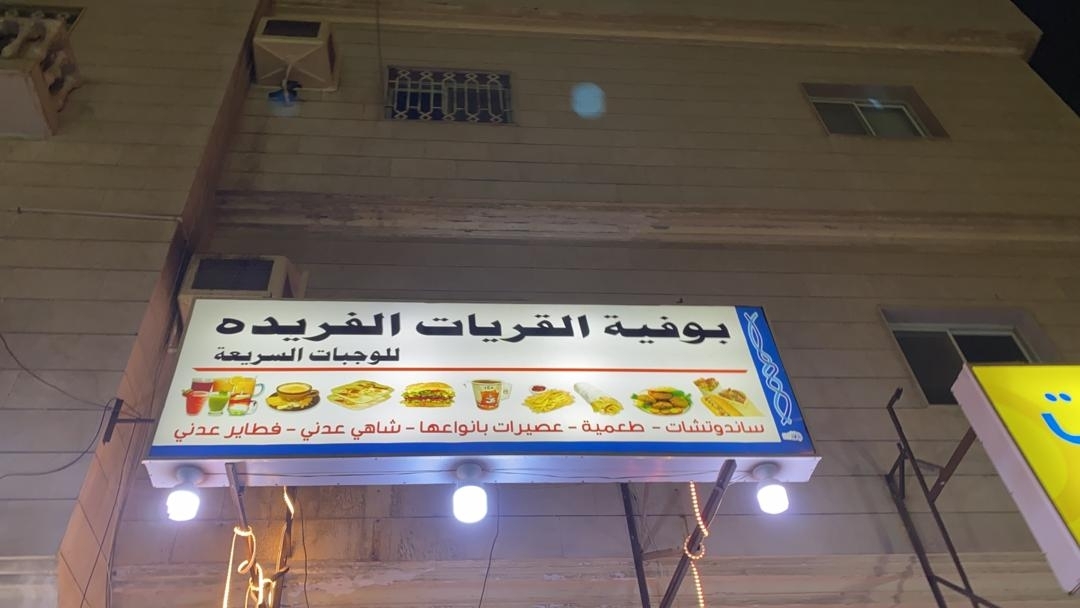 بوفية القريات الفريده
للوجبات السريعة
ساندوتشات - طعمية - عصيرات بانواعها - شاهي عدني - فطاير عدني